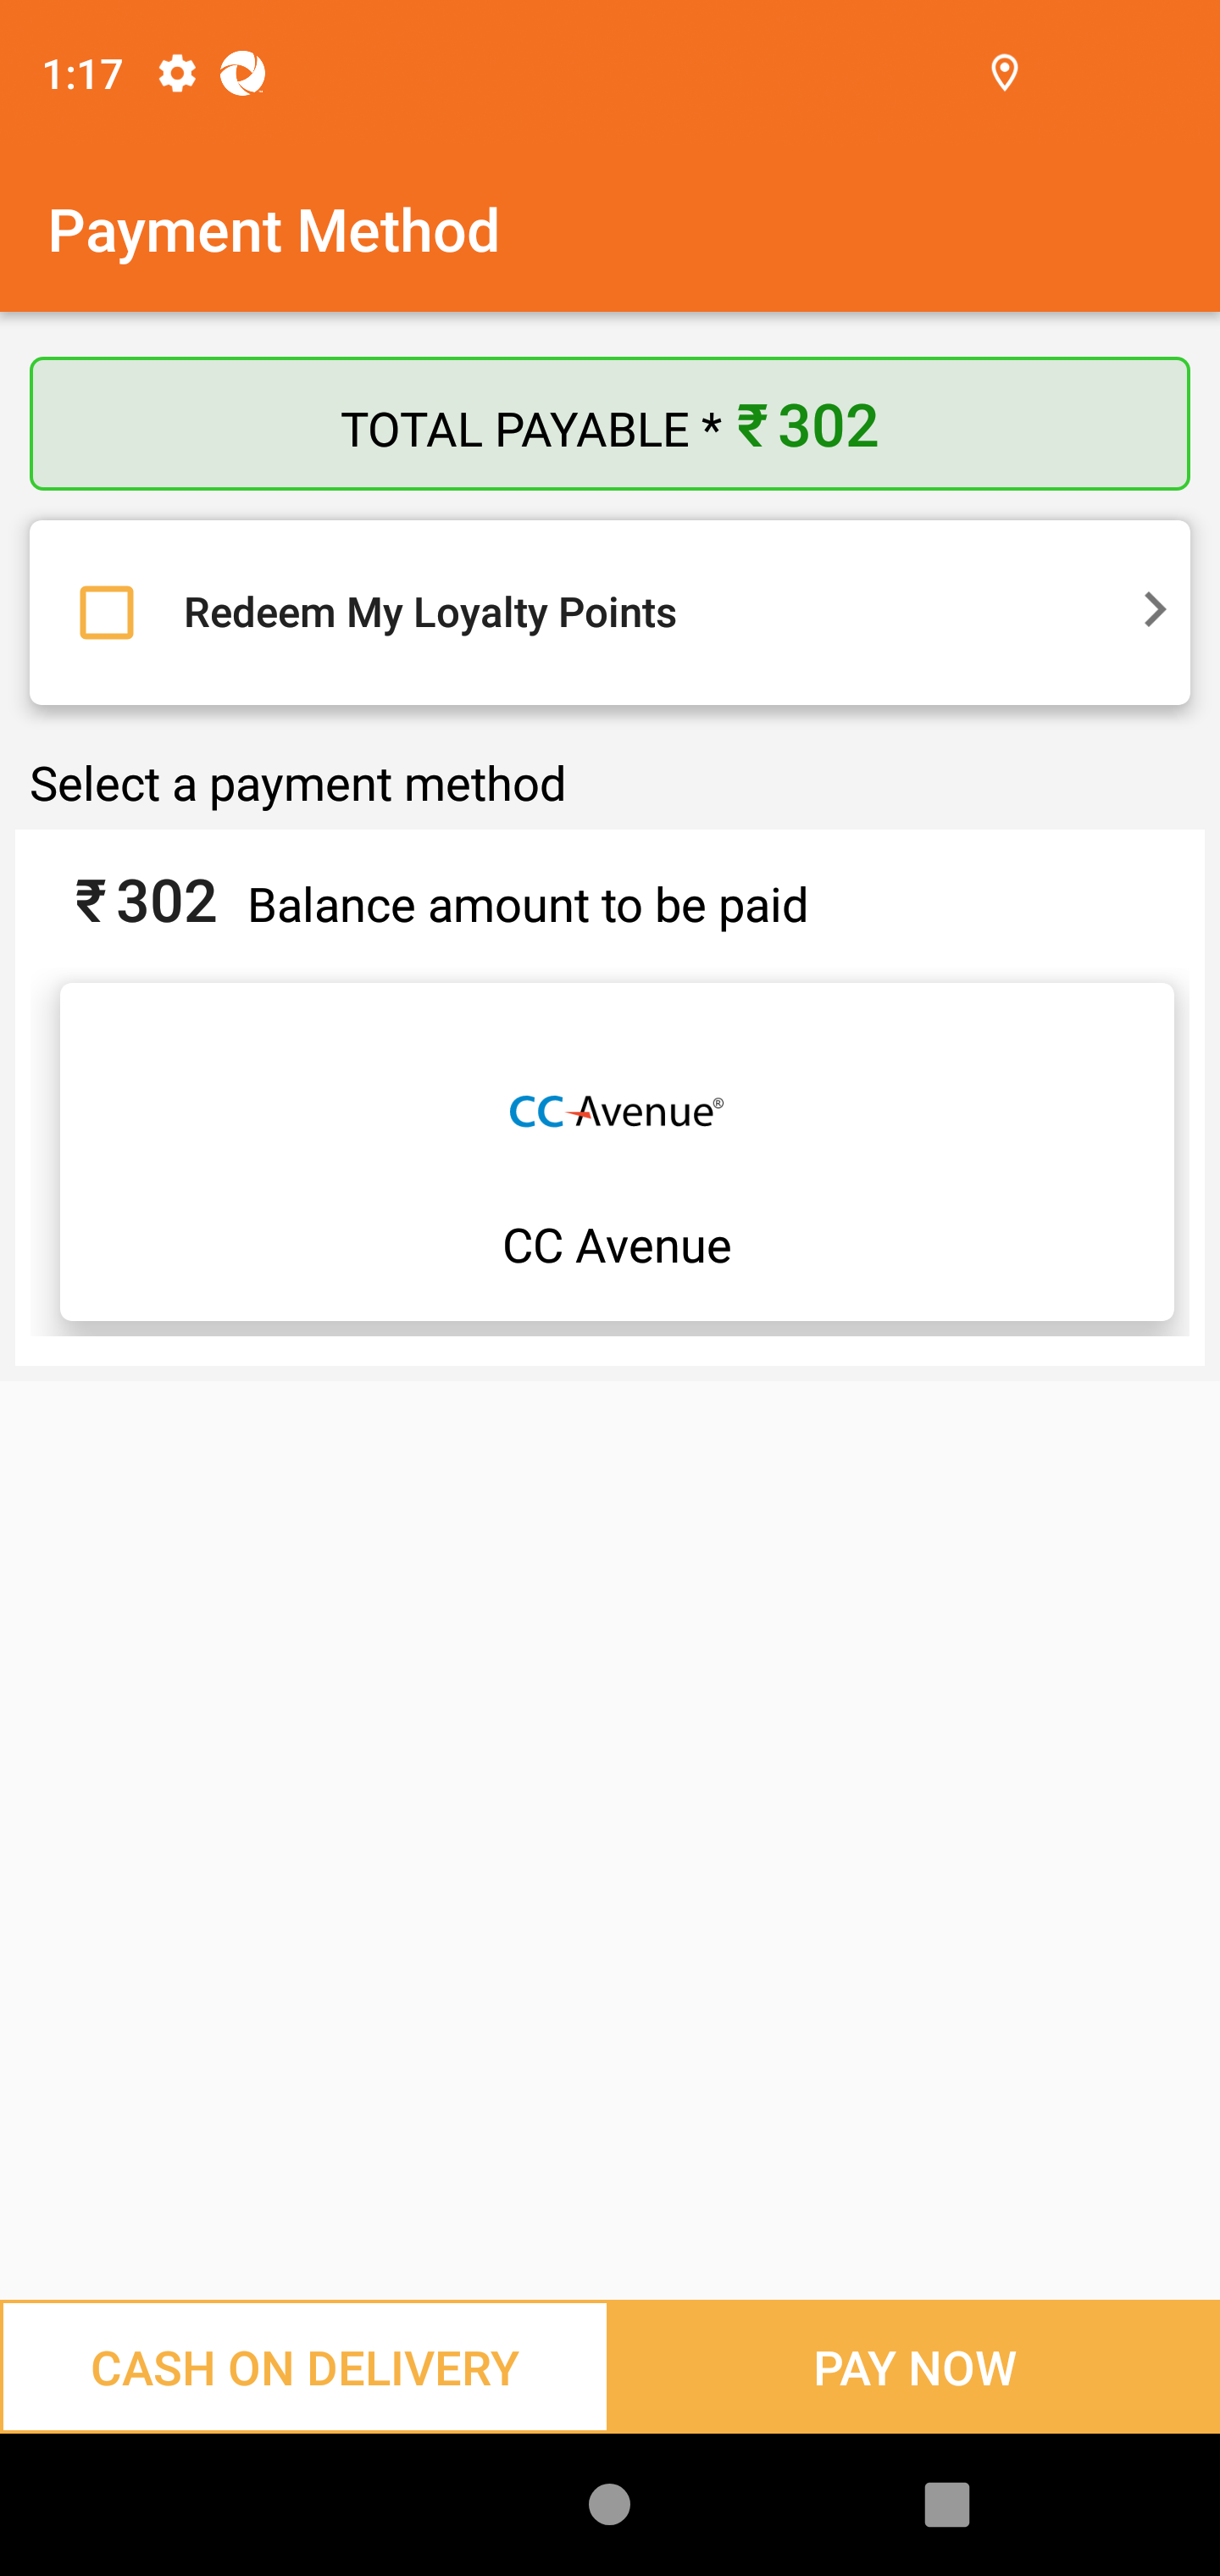 1:17
Payment Method
TOTAL PAYABLE * ₹ 302
Redeem My Loyalty Points
Select a payment method
₹ 302 Balance amount to be paid
CCAvenue®
CC Avenue
CASH ON DELIVERY
PAY NOW